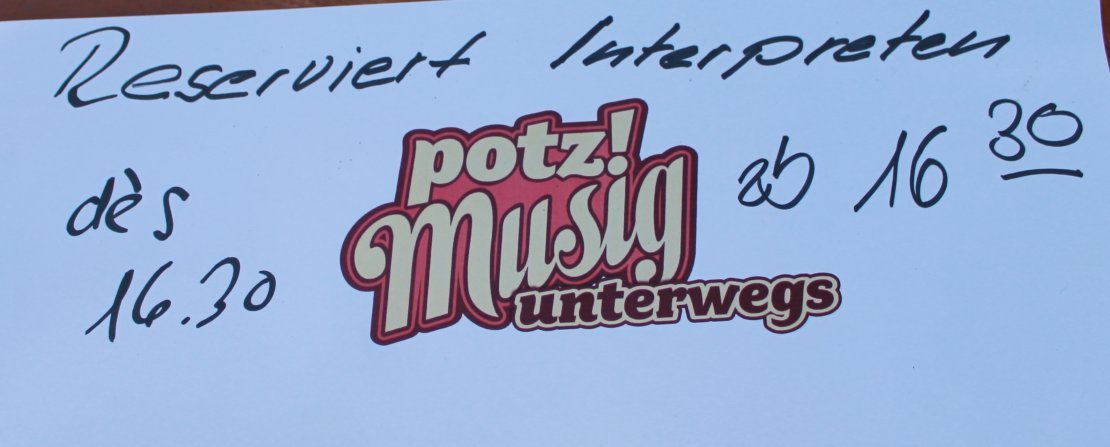 Reserviert Interpreten
dès
16.30
potz!
Musig
unterwegs
ab 16 30